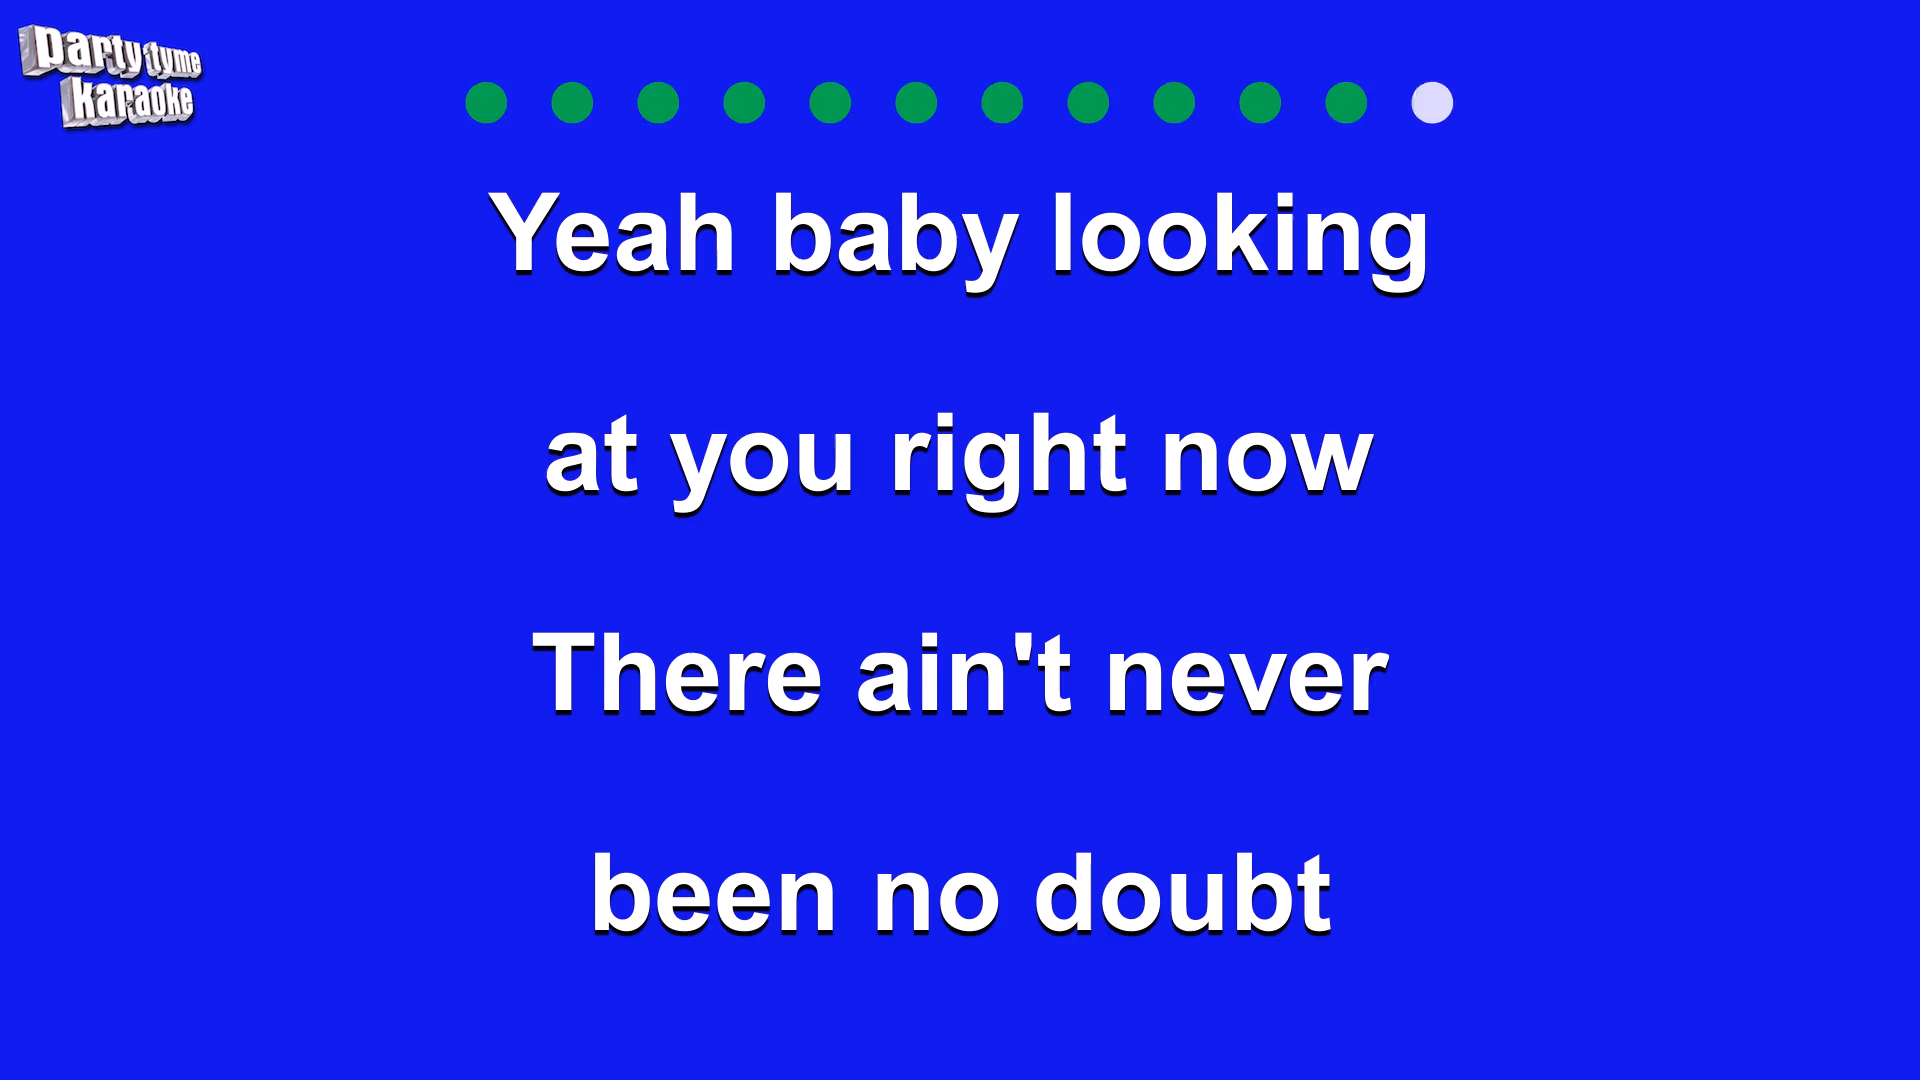 party tyme
karaoke
Yeah baby looking
at you right now
There ain't never
been no doubt